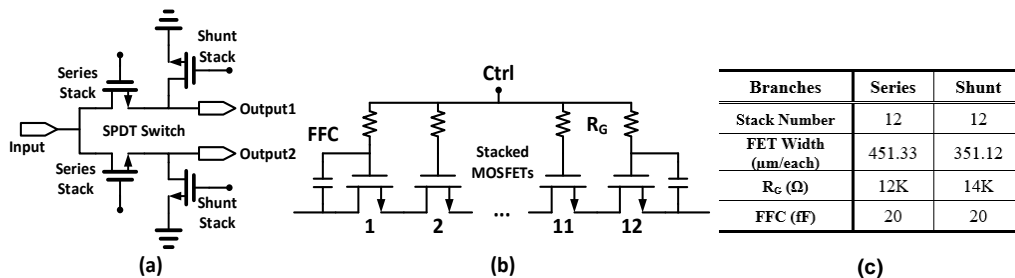 Shunt
Stack
Series
Stack
Output1
SPDT Switch
Input
Output2
Series
Stack
Shunt
Stack
(a)
Ctrl
FFC
RG
Stacked
MOSFETs
1 2 ... 11 12
(b)
Branches Series Shunt
Stack Number 12 12
FET Width
(μm/each) 451.33 351.12
RG (Ω) 12K 14K
FFC (fF) 20 20
(c)